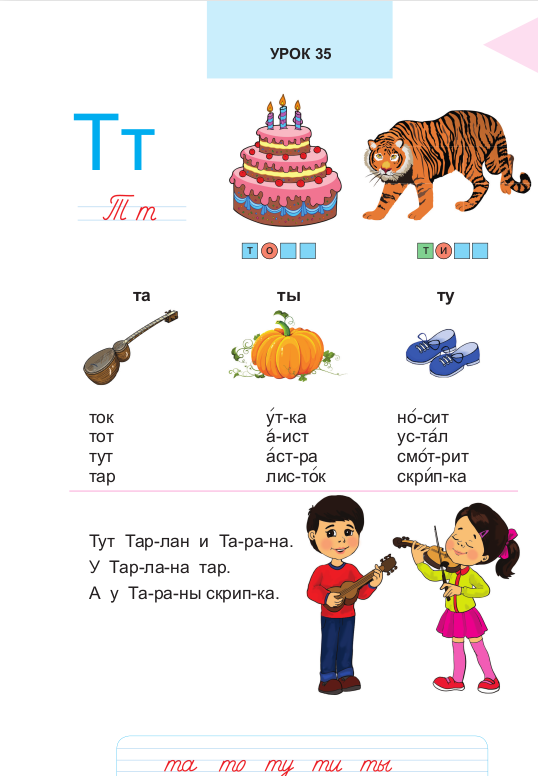 УРОК 35
Тт
Т т
т о
т и
та
ты
ту
ток
тот
тут
тар
у́т-ка
а́-ист
а́ст-ра
лис-то́к
но́-сит
ус-та́л
смо́т-рит
скри́п-ка
Тут Тар-лан и Та-ра-на.
У Тар-ла-на тар.
А у Та-ра-ны скрип-ка.
та то ту ти ты